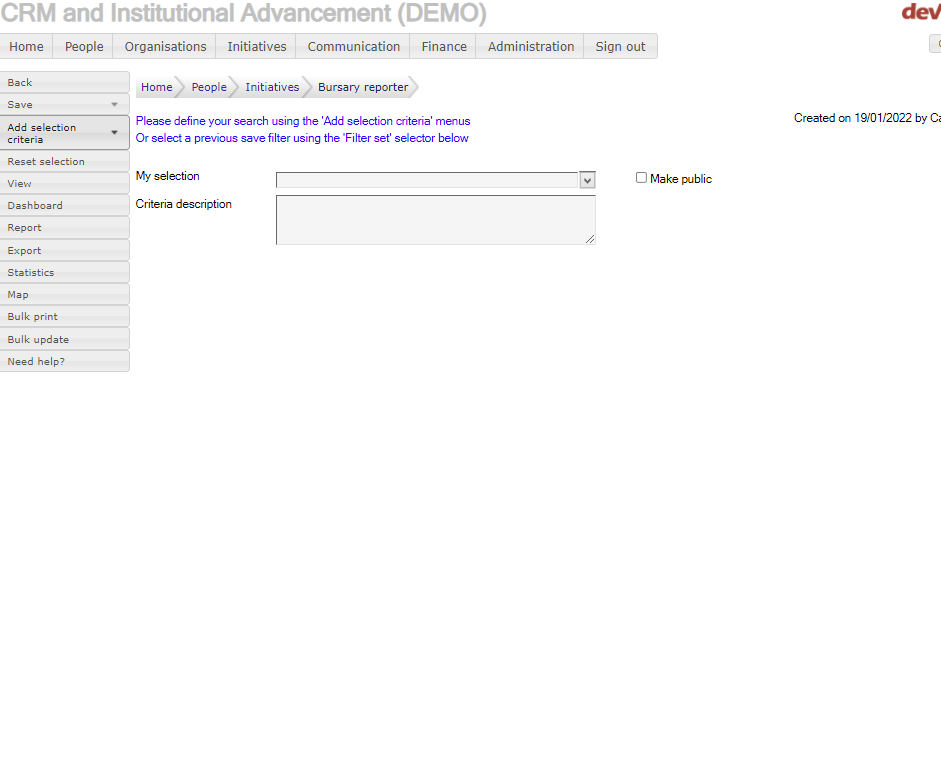 CRM and Institutional Advancement (DEMO)
dev
Home People Organisations Initiatives Communication Finance Administration Sign out
Back
Save
Add selection
criteria
Reset selection
View
Dashboard
Report
Export
Statistics
Map
Bulk print
Bulk update
Need help?
Home People Initiatives Bursary reporter
Please define your search using the 'Add selection criteria' menus
Or select a previous save filter using the 'Filter set' selector below
Created on 19/01/2022 by Ca
My selection
Make public
Criteria description